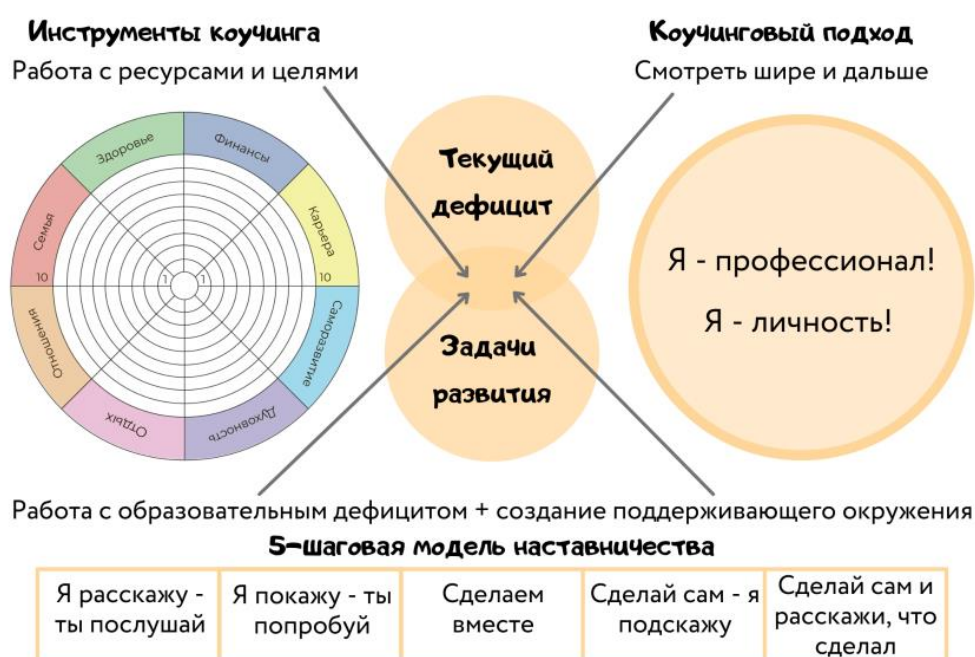 Инструменты коучинга
Работа с ресурсами и целями
Коучинговый подход
Смотреть шире и дальше
Здоровье
Финансы
Семья
Карьера
10
1
1
10
Отношения
Саморазвитие
Отдых
Духовность
Текущий
дефицит
Задачи
развития
Я - профессионал!
Я - личность!
Работа с образовательным дефицитом + создание поддерживающего окружения
5-шаговая модель наставничества
Я расскажу -
ты послушай
Я покажу - ты
попробуй
Сделаем
вместе
Сделай сам - я
подскажу
Сделай сам и
расскажи, что
сделал